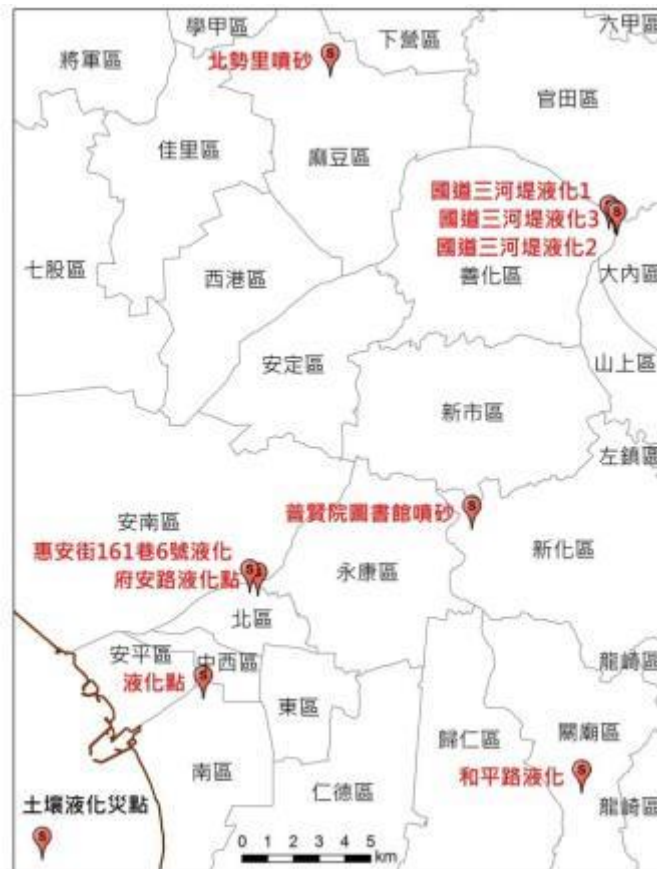 學甲區
下營區
六甲區
將軍區
北勢里噴砂
官田區
佳里區
麻豆區
國道三河堤液化1
國道三河堤液化3
國道三河堤液化2
七股區
西港區
善化區
大內區
安定區
山上區
新市區
左鎮區
普賢院圖書館噴砂
安南區
惠安街161巷6號液化
府安路液化點
新化區
永康區
北區
安平區
中西區
龍崎區
液化點
東區
歸仁區
關廟區
南區
和平路液化
仁德區
土壤液化災點
龍崎區
0 1 2 3 4 5
km